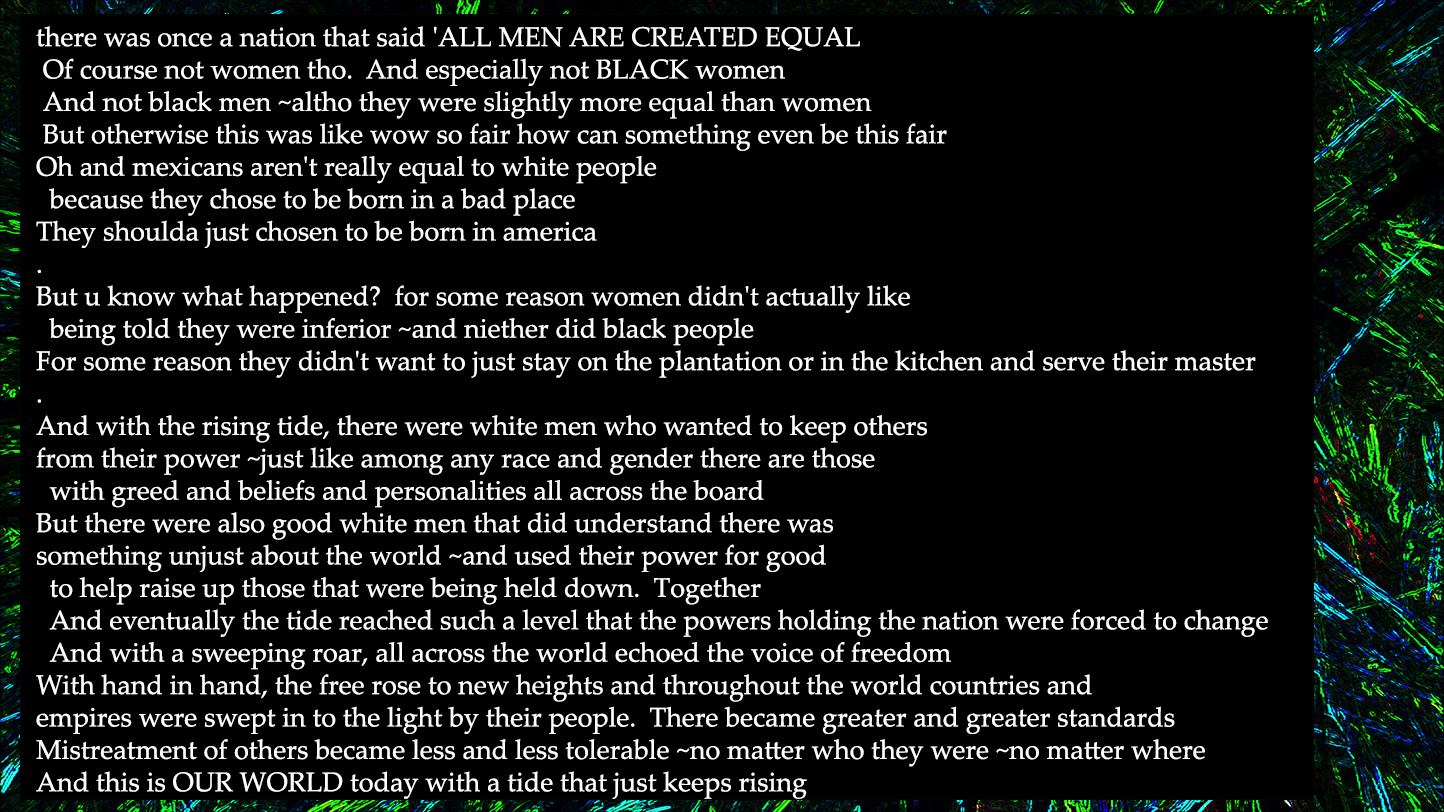 there was once a nation that said 'ALL MEN ARE CREATED EQUAL
Of course not women tho.  And especially not BLACK women
And not black men ~altho they were slightly more equal than women
But otherwise this was like wow so fair how can something even be this fair
Oh and mexicans aren't really equal to white people
because they chose to be born in a bad place
They shoulda just chosen to be born in america
.
But u know what happened?  for some reason women didn't actually like
being told they were inferior ~and niether did black people
For some reason they didn't want to just stay on the plantation or in the kitchen and serve their master
.
And with the rising tide, there were white men who wanted to keep others
from their power ~just like among any race and gender there are those
with greed and beliefs and personalities all across the board
But there were also good white men that did understand there was
something unjust about the world ~and used their power for good
to help raise up those that were being held down.  Together
And eventually the tide reached such a level that the powers holding the nation were forced to change
And with a sweeping roar, all across the world echoed the voice of freedom
With hand in hand, the free rose to new heights and throughout the world countries and
empires were swept in to the light by their people.  There became greater and greater standards
Mistreatment of others became less and less tolerable ~no matter who they were ~no matter where
And this is OUR WORLD today with a tide that just keeps rising